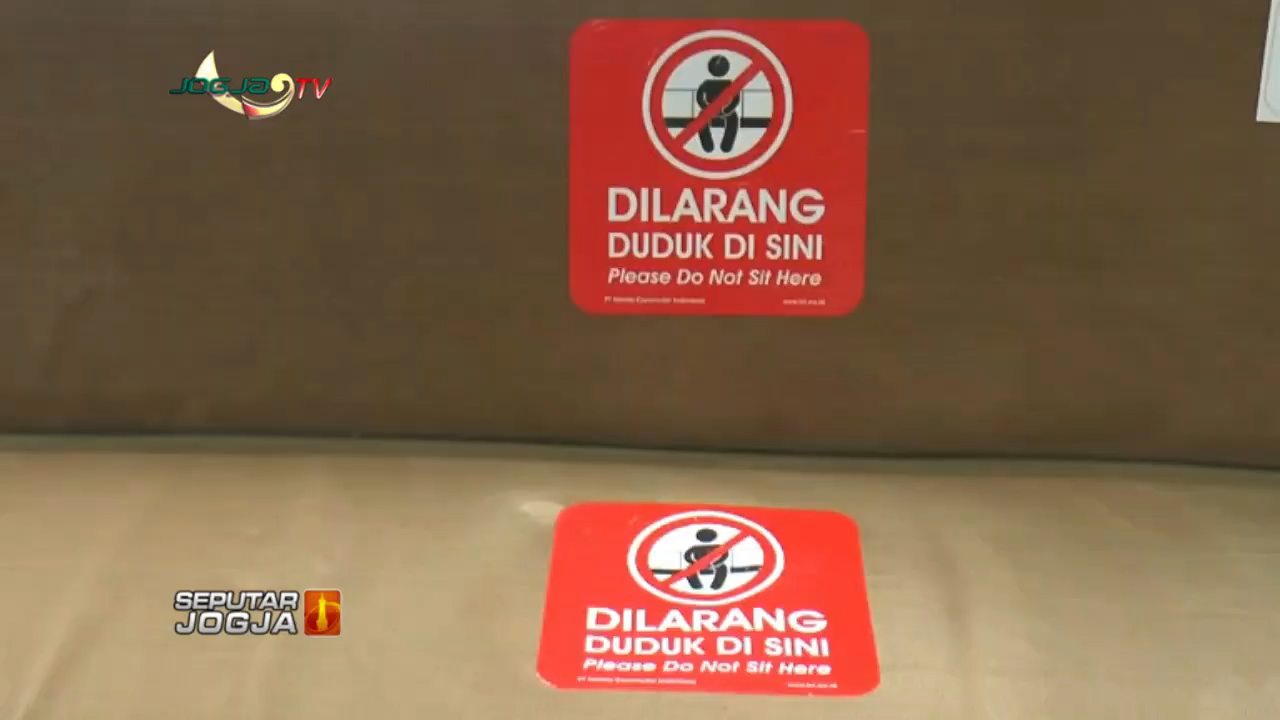 JOGJA TV
DILARANG
DUDUK DI SINI
Please Do Not Sit Here
DILARANG
DUDUK DI SINI
Please Do Not Sit Here
SEPUTAR
JOGJA